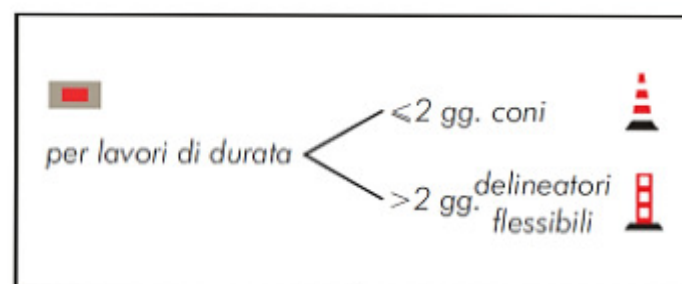 per lavori di durata
⩽2 gg. coni
>2 gg. delineatori
flessibili